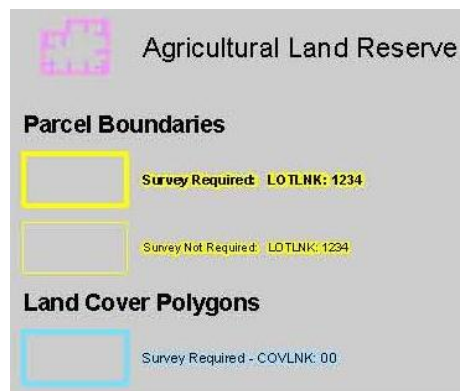 Agricultural Land Reserve
Parcel Boundaries
Survey Required: LOTLNK: 1234
Survey Not Required: LOTLNK: 1234
Land Cover Polygons
Survey Required - COVLNK: 00